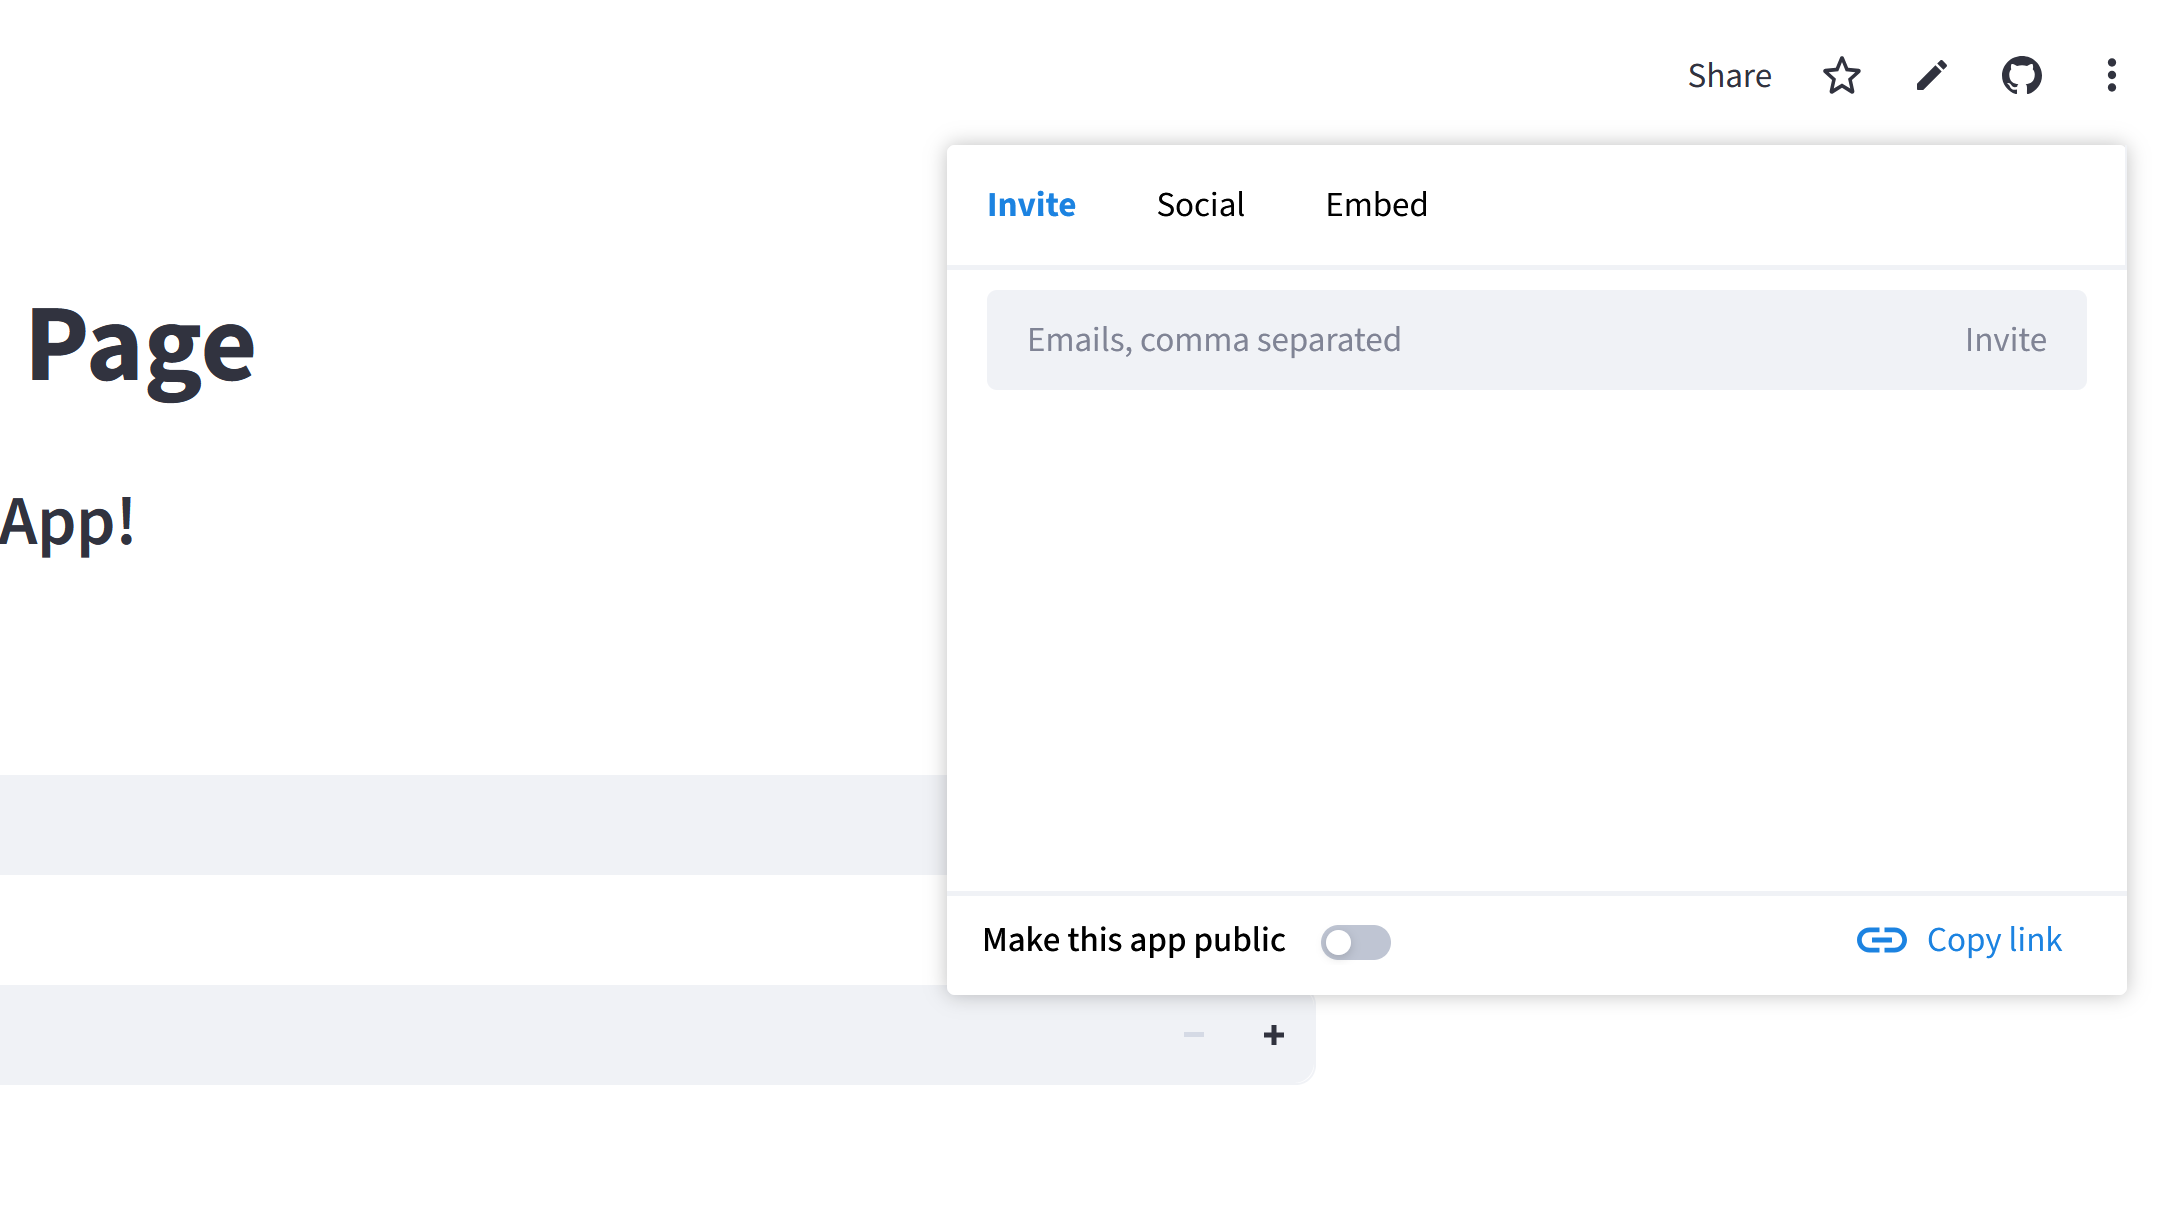 Share
Invite Social Embed
Emails, comma separated Invite
Page
App!
Make this app public Copy link